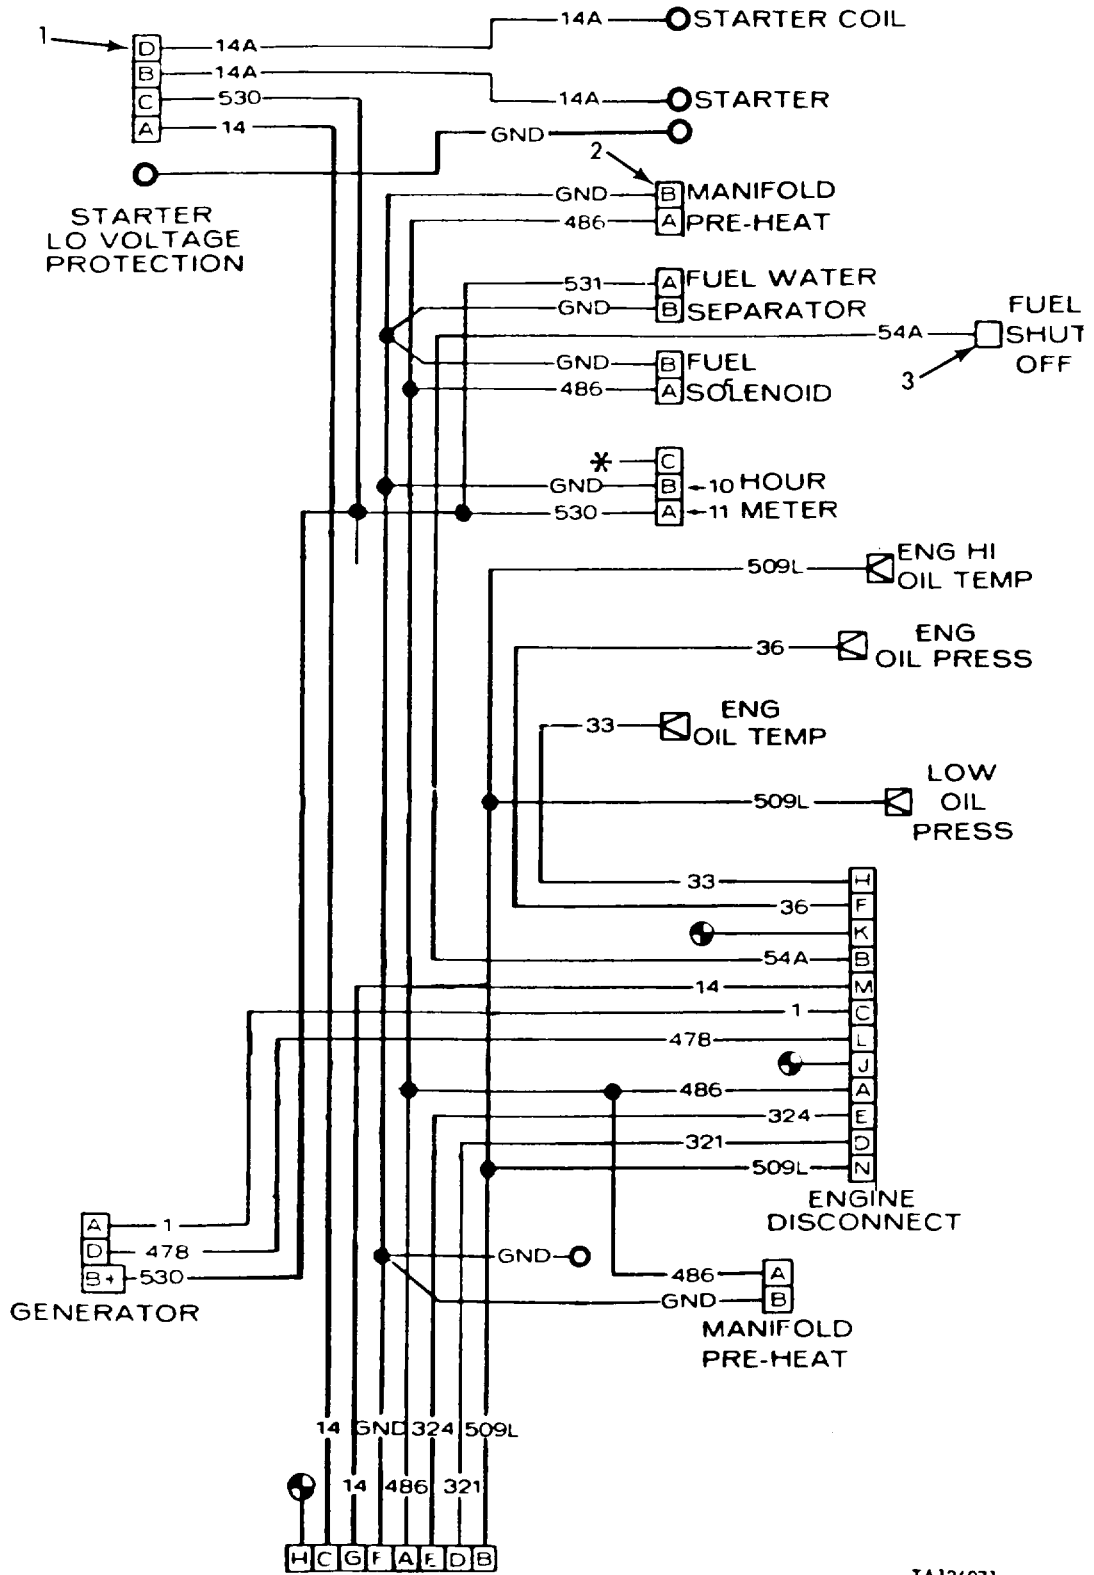 1
D 14A 14A STARTER COIL
B 14A 14A STARTER
C 530
A 14
GND
STARTER
LO VOLTAGE
PROTECTION
2
GND B MANIFOLD
486 A PRE-HEAT
531 A FUEL WATER
GND B SEPARATOR
54A FUEL
SHUT
OFF
3
GND B FUEL
486 A SOLENOID
* C
GND B ←10 HOUR
530 A ←11 METER
509L ENG HI
OIL TEMP
36 ENG
OIL PRESS
33 ENG
OIL TEMP
509L LOW
OIL
PRESS
33 H
36 F
K
54A B
14 M
1 C
478 L
J
486 A
324 E
321 D
509L N
ENGINE
DISCONNECT
A 1
D 478
B+ 530
GENERATOR
GND
486 A
GND B
MANIFOLD
PRE-HEAT
14 GND 324 509L
14 486 321
H C G F A E D B